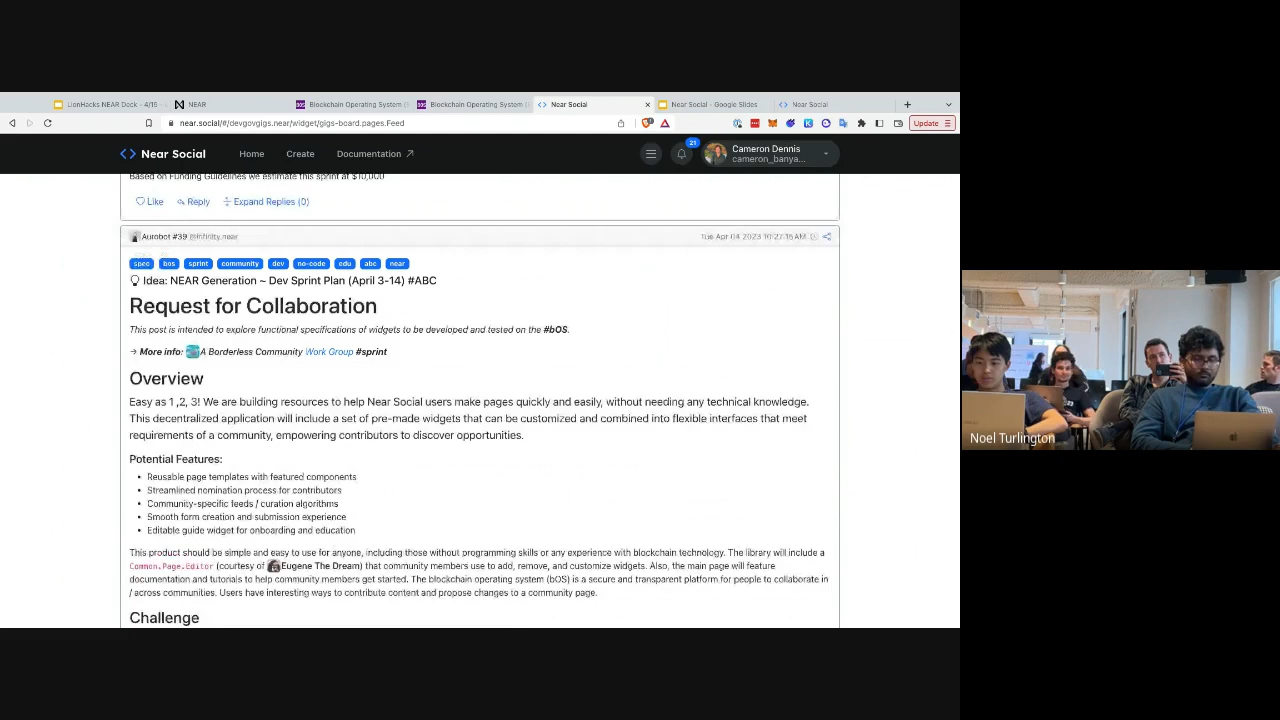 LionHacks NEAR Deck - 4/15 -
NEAR
Blockchain Operating System (
Blockchain Operating System (
Near Social
Near Social - Google Slides
Near Social
near.social/#/devgovgigs.near/widget/gigs-board.pages.Feed
Update
Near Social
Home
Create
Documentation
21
Cameron Dennis
cameron_banya...
Based on Funding Guidelines we estimate this sprint at $10,000
Like
Reply
Expand Replies (0)
Aurobot #39 @infinity.near
Tue Apr 04 2023 10:27:15 AM
spec bos sprint community dev no-code edu abc near
Idea: NEAR Generation ~ Dev Sprint Plan (April 3-14) #ABC
Request for Collaboration
This post is intended to explore functional specifications of widgets to be developed and tested on the #bOS.
→ More info: A Borderless Community Work Group #sprint
Overview
Easy as 1 ,2, 3! We are building resources to help Near Social users make pages quickly and easily, without needing any technical knowledge.
This decentralized application will include a set of pre-made widgets that can be customized and combined into flexible interfaces that meet
requirements of a community, empowering contributors to discover opportunities.
Potential Features:
• Reusable page templates with featured components
• Streamlined nomination process for contributors
• Community-specific feeds / curation algorithms
• Smooth form creation and submission experience
• Editable guide widget for onboarding and education
This product should be simple and easy to use for anyone, including those without programming skills or any experience with blockchain technology. The library will include a
Common.Page.Editor (courtesy of Eugene The Dream) that community members use to add, remove, and customize widgets. Also, the main page will feature
documentation and tutorials to help community members get started. The blockchain operating system (bOS) is a secure and transparent platform for people to collaborate in
/ across communities. Users have interesting ways to contribute content and propose changes to a community page.
Challenge
Noel Turlington